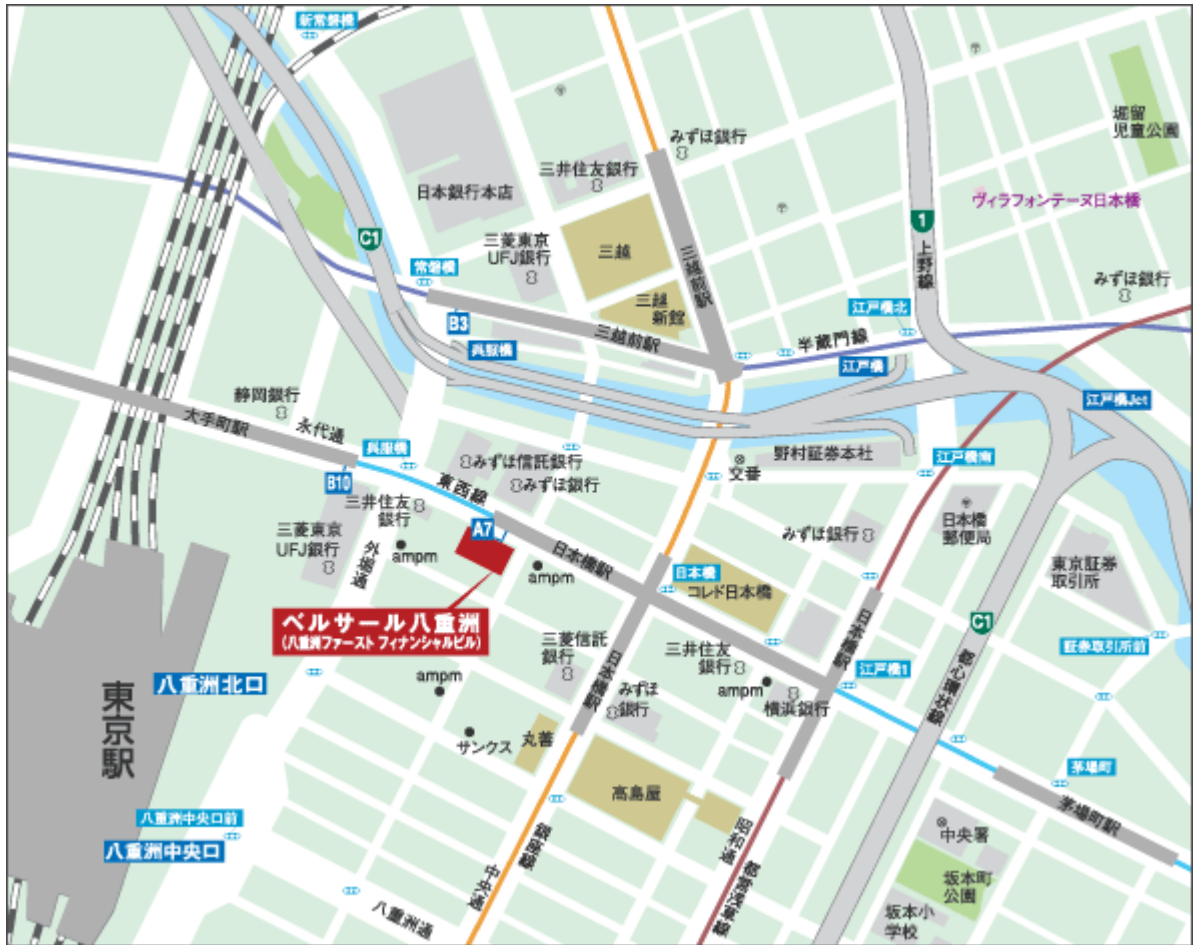 新常盤橋
みずほ銀行
堀留
児童公園
三井住友銀行
日本銀行本店
ヴィラフォンテーヌ日本橋
1
上野線
C1
三菱東京
UFJ銀行
三越
三越前駅
常盤橋
みずほ銀行
三越
新館
江戸橋北
B3
呉服橋
三越前駅
半蔵門線
江戸橋
静岡銀行
江戸橋Jct
大手町駅
永代通
呉服橋
みずほ信託銀行
交番
野村証券本社
江戸橋南
B10
東西線
みずほ銀行
三井住友
銀行
A7
三菱東京
UFJ銀行
外堀通
ampm
日本橋駅
ampm
みずほ銀行
日本橋
郵便局
東京証券
取引所
日本橋
コレド日本橋
ベルサール八重洲
(八重洲ファースト フィナンシャルビル)
三菱信託
銀行
日本橋駅
三井住友
銀行
日本橋駅
C1
証券取引所前
江戸橋1
都心環状線
八重洲北口
ampm
みずほ
銀行
ampm
横浜銀行
東京駅
サンクス
丸善
茅場町
高島屋
茅場町駅
八重洲中央口前
八重洲中央口
銀座線
昭和通
中央署
中央通
都営浅草線
坂本町
公園
八重洲通
坂本小
学校